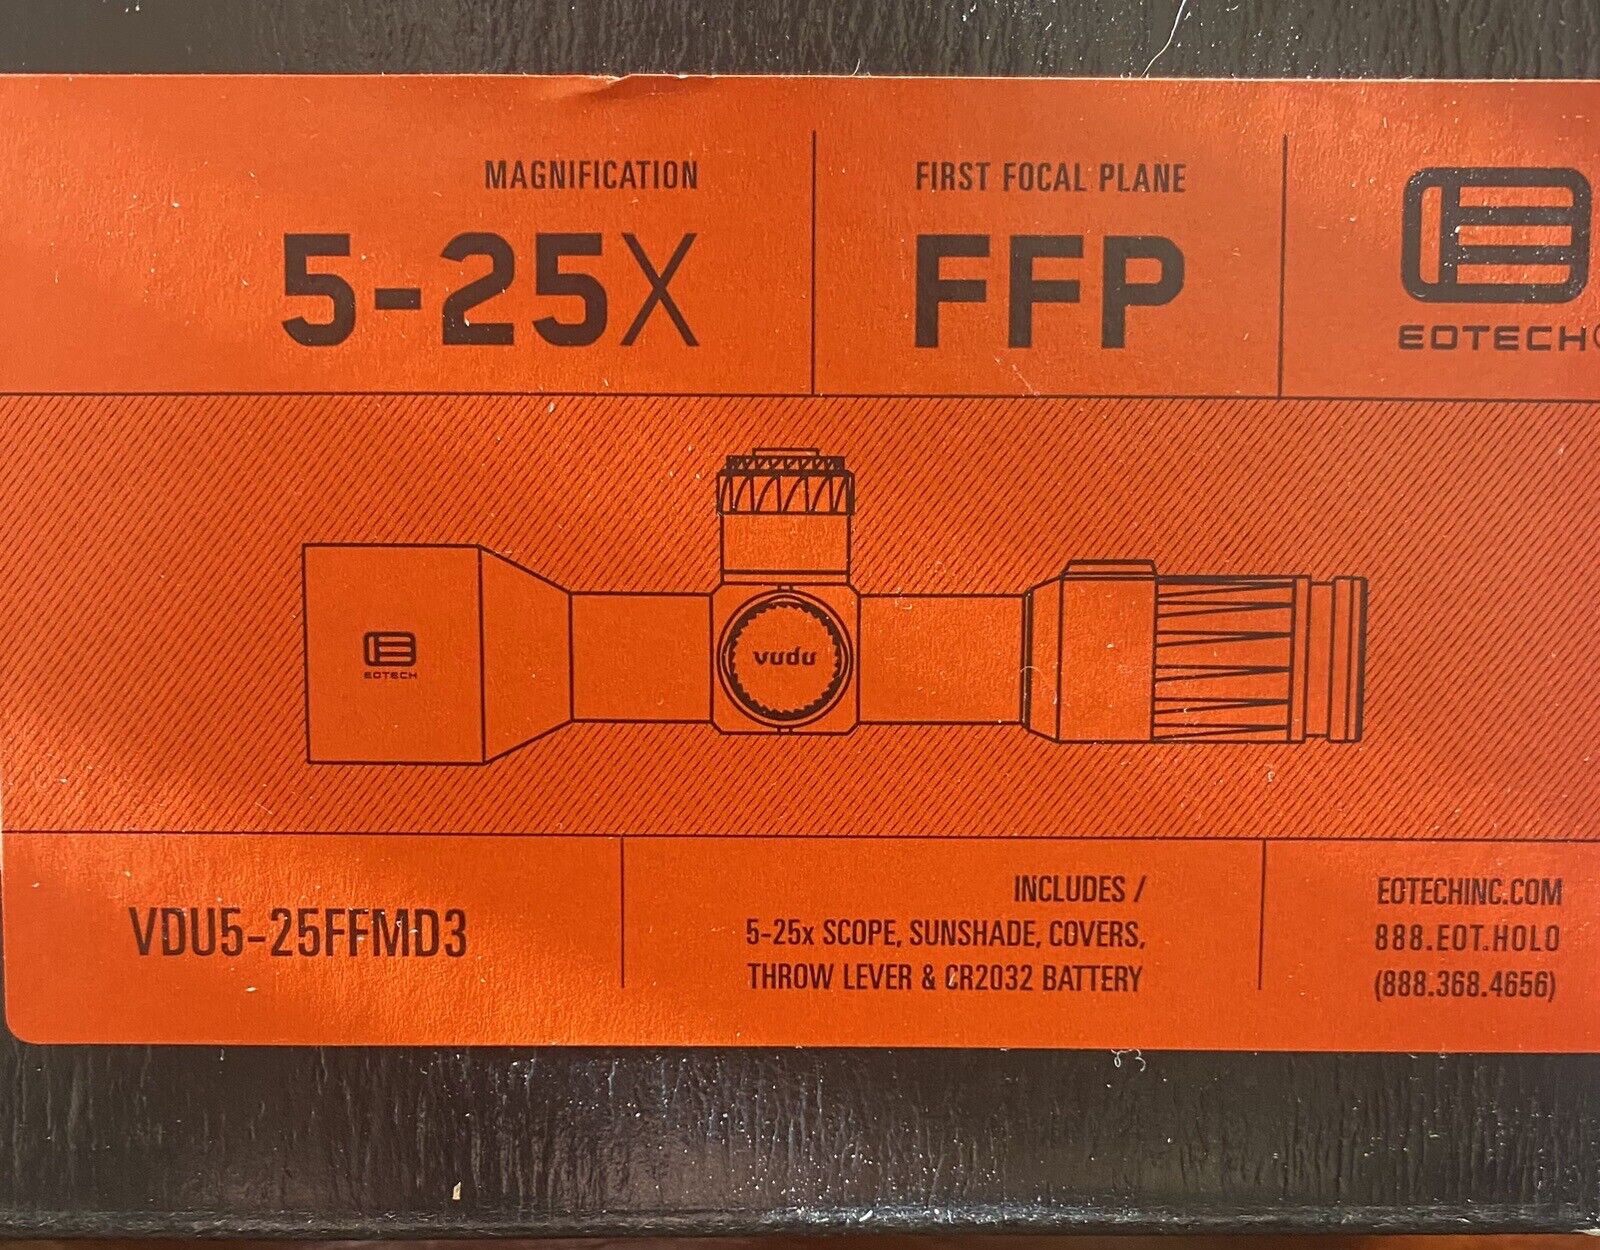 MAGNIFICATION
5-25X
FIRST FOCAL PLANE
FFP
EOTECH
EOTECH
vudu
VDU5-25FFMD3
INCLUDES /
5-25x SCOPE, SUNSHADE, COVERS,
THROW LEVER & CR2032 BATTERY
EOTECHINC.COM
888.EOT.HOLO
(888.368.4656)